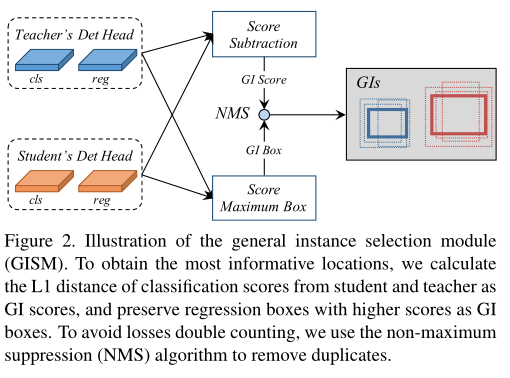 Teacher's Det Head
cls
reg
Score
Subtraction
GI Score
NMS
GI Box
GIs
Student's Det Head
cls
reg
Score
Maximum Box
Figure 2. Illustration of the general instance selection module
(GISM). To obtain the most informative locations, we calculate
the L1 distance of classification scores from student and teacher as
GI scores, and preserve regression boxes with higher scores as GI
boxes. To avoid losses double counting, we use the non-maximum
suppression (NMS) algorithm to remove duplicates.